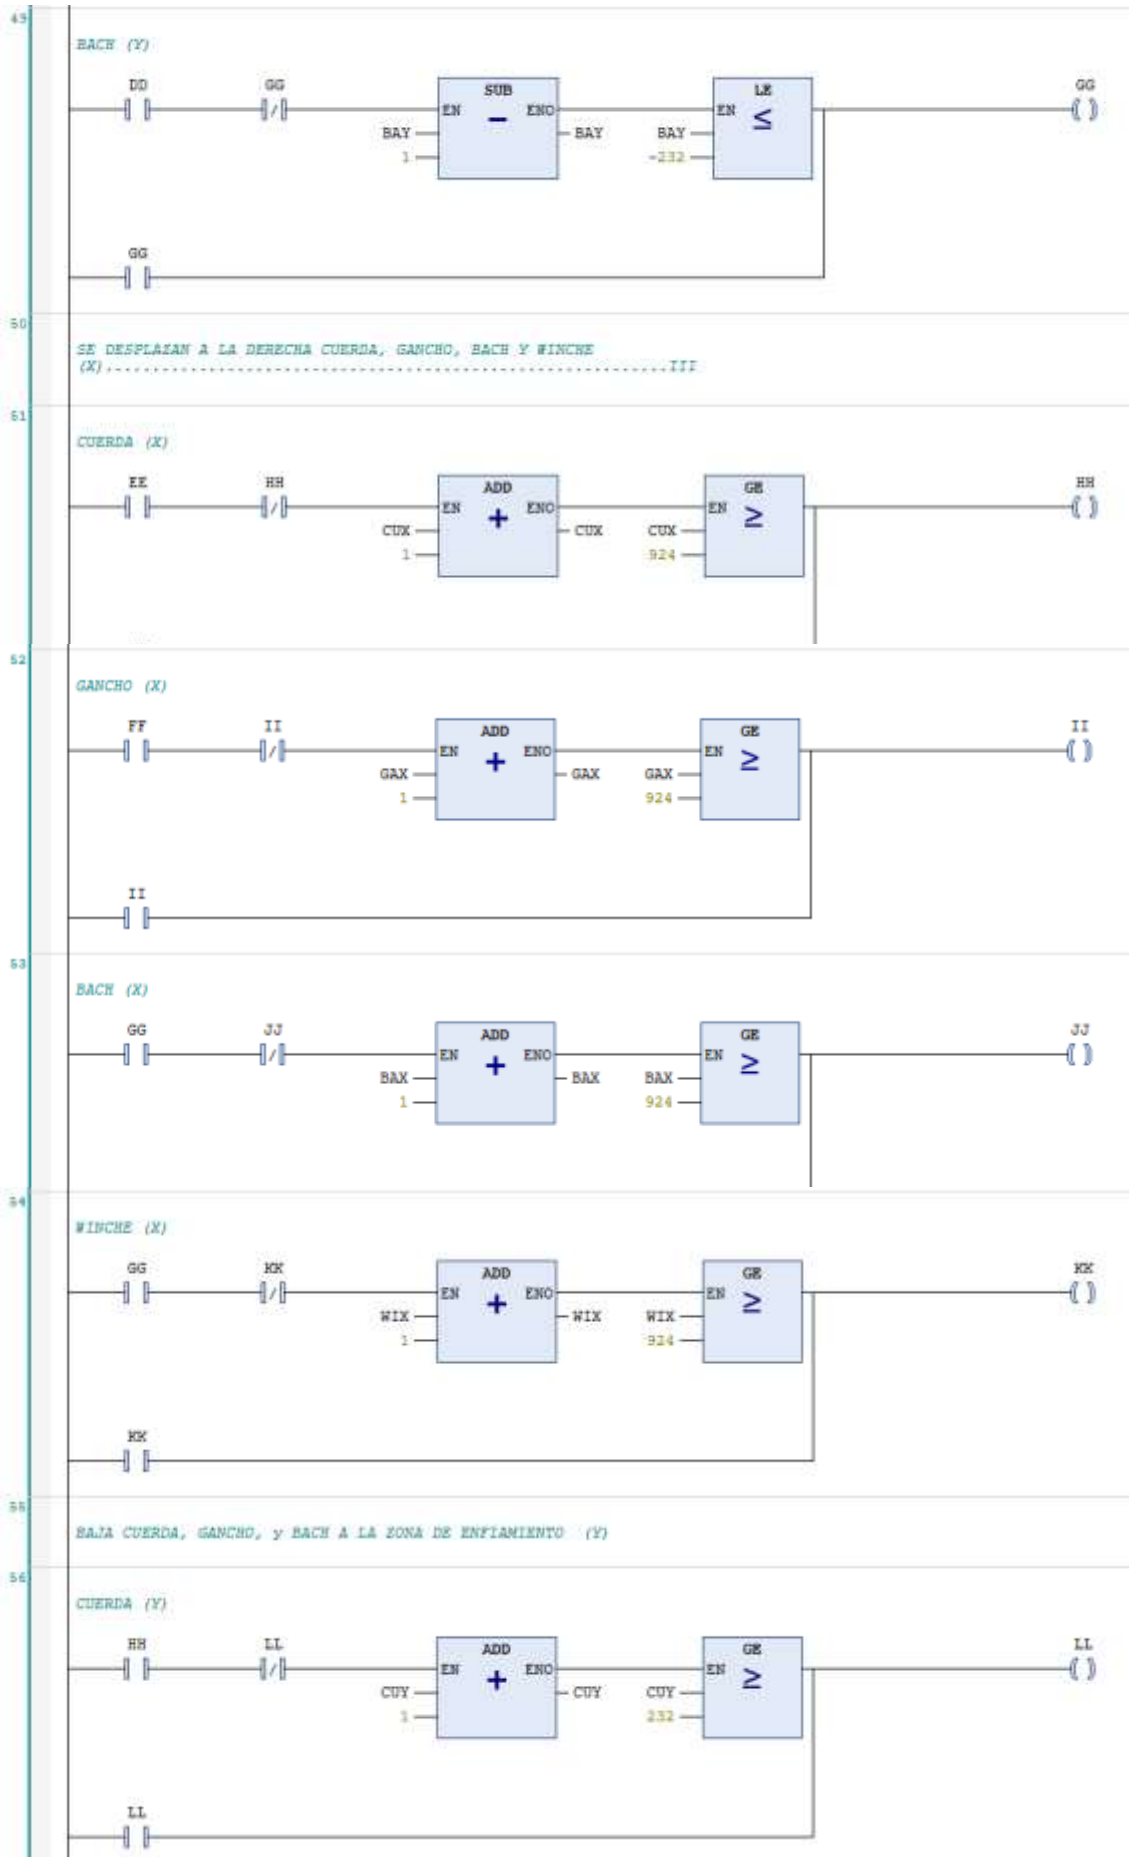 49
BACH (Y)
DD GG SUB LE GG
EN ENO EN
BAY BAY BAY
1 -232
GG
50
SE DESPLAZAN A LA DERECHA CUERDA, GANCHO, BACH Y WINCHE
(X)..............................................................III
51
CUERDA (X)
EE HH ADD GE HH
EN ENO EN
CUX CUX CUX
1 924
52
GANCHO (X)
FF II ADD GE II
EN ENO EN
GAX GAX GAX
1 924
II
53
BACH (X)
GG JJ ADD GE JJ
EN ENO EN
BAX BAX BAX
1 924
54
WINCHE (X)
GG KK ADD GE KK
EN ENO EN
WIX WIX WIX
1 924
KK
55
BAJA CUERDA, GANCHO, y BACH A LA ZONA DE ENFIAMIENTO (Y)
56
CUERDA (Y)
HH LL ADD GE LL
EN ENO EN
CUY CUY CUY
1 232
LL